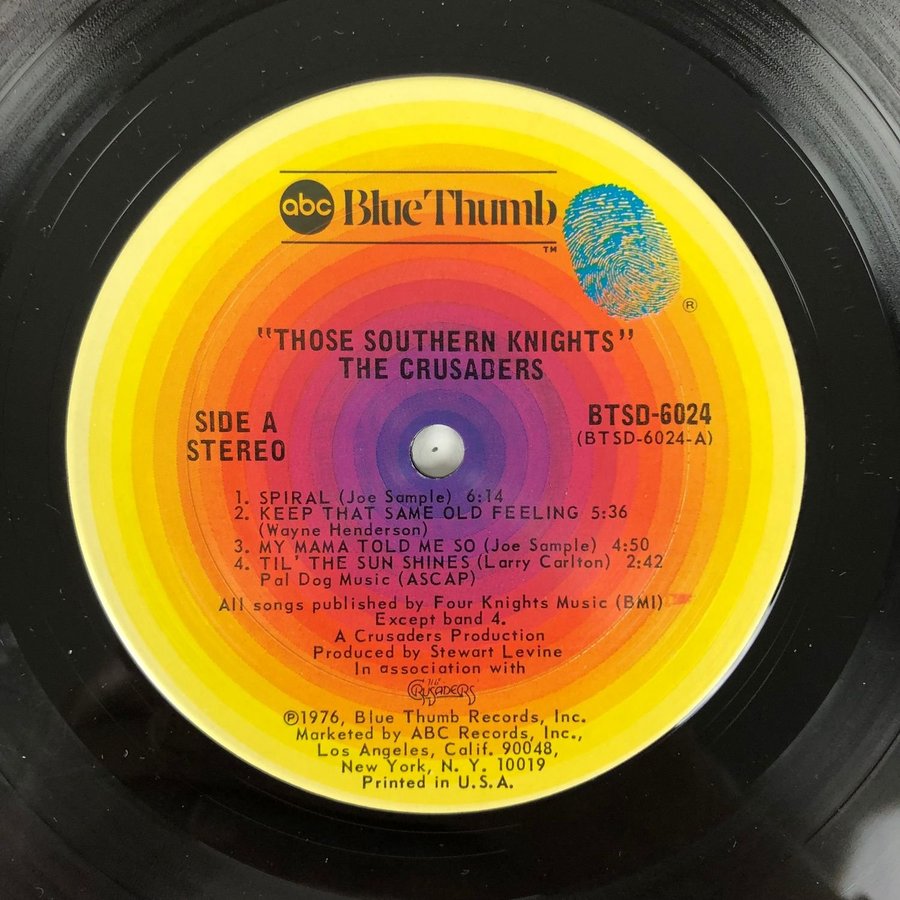 abc Blue Thumb
TM
®
"THOSE SOUTHERN KNIGHTS"
THE CRUSADERS
SIDE A
STEREO
BTSD-6024
(BTSD-6024-A)
1. SPIRAL (Joe Sample) 6:14
2. KEEP THAT SAME OLD FEELING 5:36
(Wayne Henderson)
3. MY MAMA TOLD ME SO (Joe Sample) 4:50
4. TIL' THE SUN SHINES (Larry Carlton) 2:42
Pal Dog Music (ASCAP)
All songs published by Four Knights Music (BMI)
Except band 4.
A Crusaders Production
Produced by Stewart Levine
In association with
The CRUSADERS
℗1976, Blue Thumb Records, Inc.
Marketed by ABC Records, Inc.,
Los Angeles, Calif. 90048,
New York, N. Y. 10019
Printed in U.S.A.